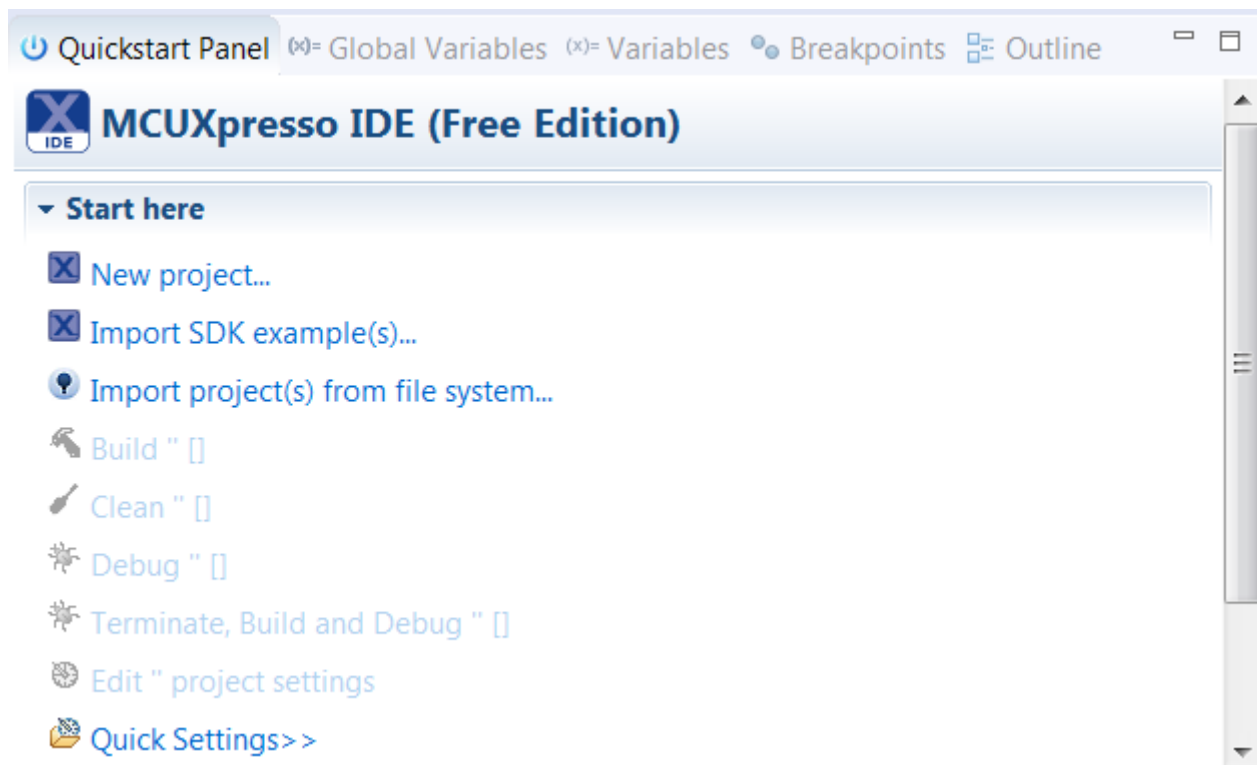 Quickstart Panel (x)= Global Variables (x)= Variables Breakpoints Outline
IDE MCUXpresso IDE (Free Edition)
Start here
New project...
Import SDK example(s)...
Import project(s) from file system...
Build '' []
Clean '' []
Debug '' []
Terminate, Build and Debug '' []
Edit '' project settings
Quick Settings>>